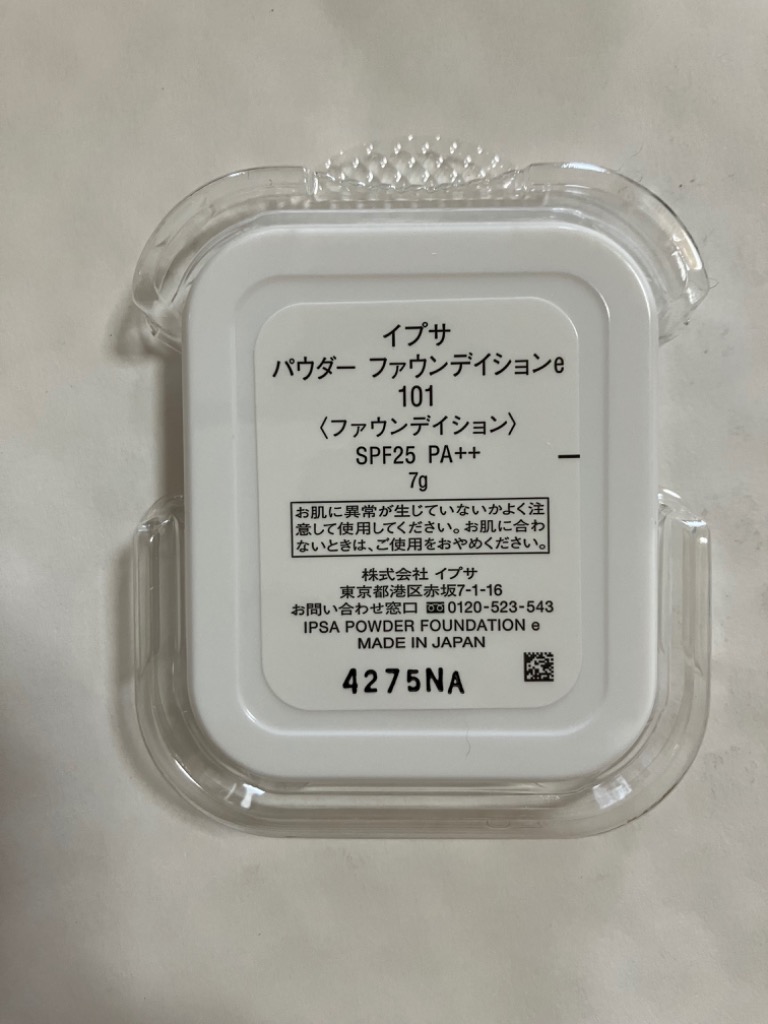 イプサ
パウダー ファウンデイションe
101
〈ファウンデイション〉
SPF25 PA++
7g
お肌に異常が生じていないかよく注
意して使用してください。お肌に合わ
ないときは、ご使用をおやめください。
株式会社 イプサ
東京都港区赤坂7-1-16
お問い合わせ窓口 0120-523-543
IPSA POWDER FOUNDATION e
MADE IN JAPAN
4275NA